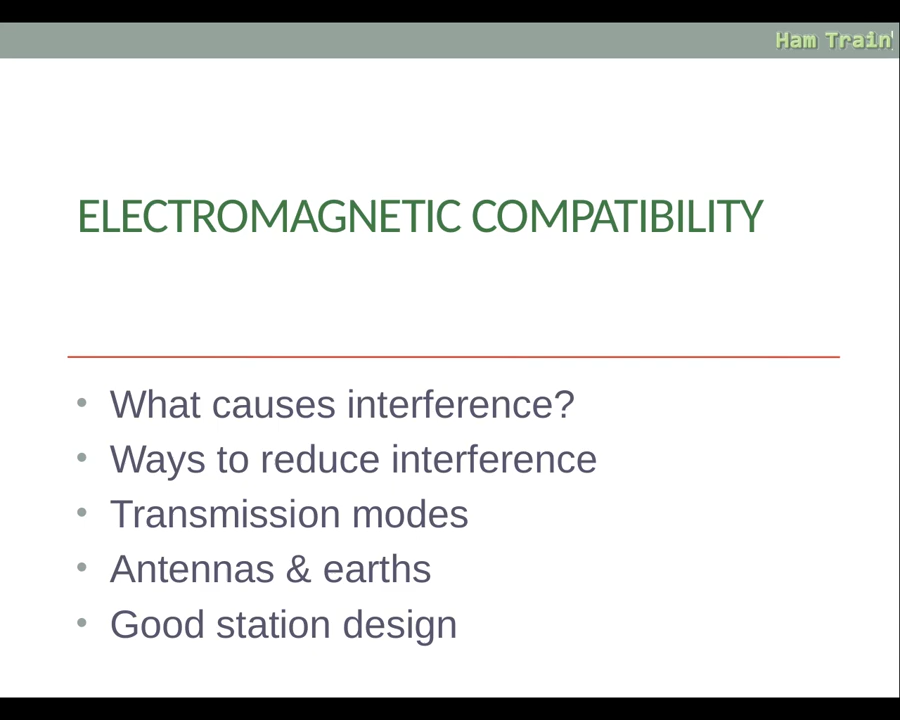 Ham Train
ELECTROMAGNETIC COMPATIBILITY
• What causes interference?
• Ways to reduce interference
• Transmission modes
• Antennas & earths
• Good station design